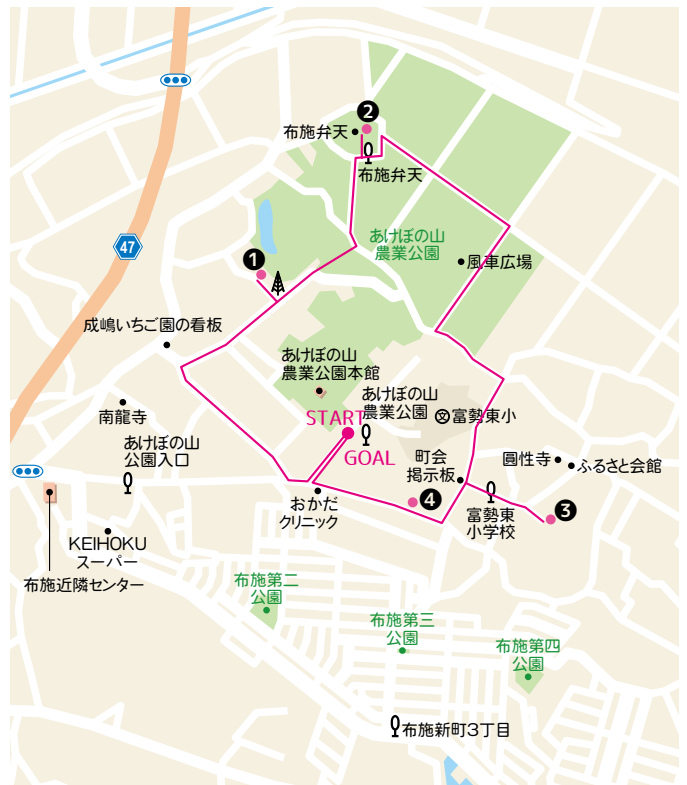 ❷
布施弁天
布施弁天
あけぼの山
農業公園
風車広場
47
❶
成嶋いちご園の看板
あけぼの山
農業公園本館
あけぼの山
農業公園
START
GOAL
文
富勢東小
南龍寺
あけぼの山
公園入口
町会
掲示板
圓性寺
ふるさと会館
おかだ
クリニック
❹
富勢東
小学校
❸
KEIHOKU
スーパー
布施近隣センター
布施第二
公園
布施第三
公園
布施第四
公園
布施新町3丁目